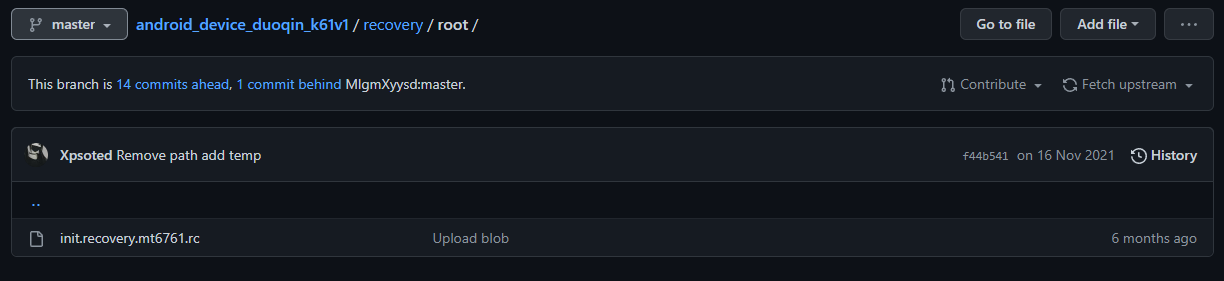 master android_device_duoqin_k61v1 / recovery / root / Go to file Add file ...
This branch is 14 commits ahead, 1 commit behind MlgmXyysd:master. Contribute Fetch upstream
Xpsoted Remove path add temp f44b541 on 16 Nov 2021 History
..
init.recovery.mt6761.rc Upload blob 6 months ago